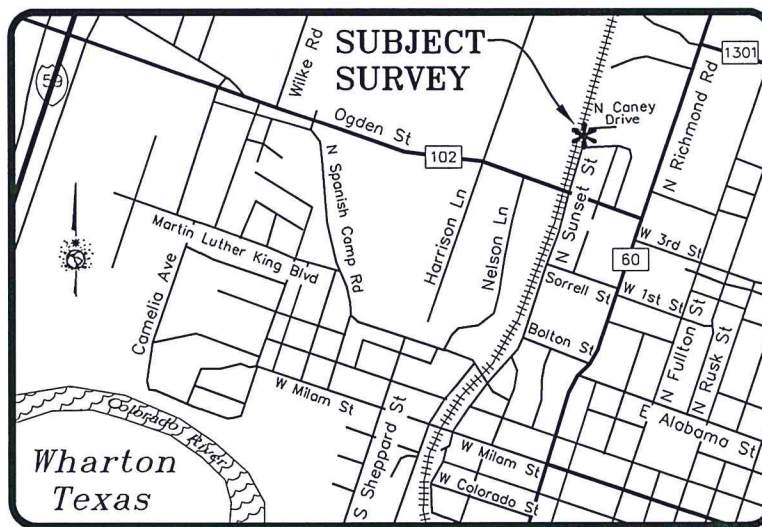 SUBJECT
SURVEY
Wilke Rd
1301
59
N Caney
Drive
N Richmond Rd
Ogden St
102
N Spanish Camp Rd
Harrison Ln
Nelson Ln
N Sunset St
W 3rd St
60
Martin Luther King Blvd
Camelia Ave
Sorrell St
W 1st St
Bolton St
N Fullton St
N Rusk St
W Milam St
E Alabama St
Colorado River
S Sheppard St
W Milam St
W Colorado St
Wharton
Texas